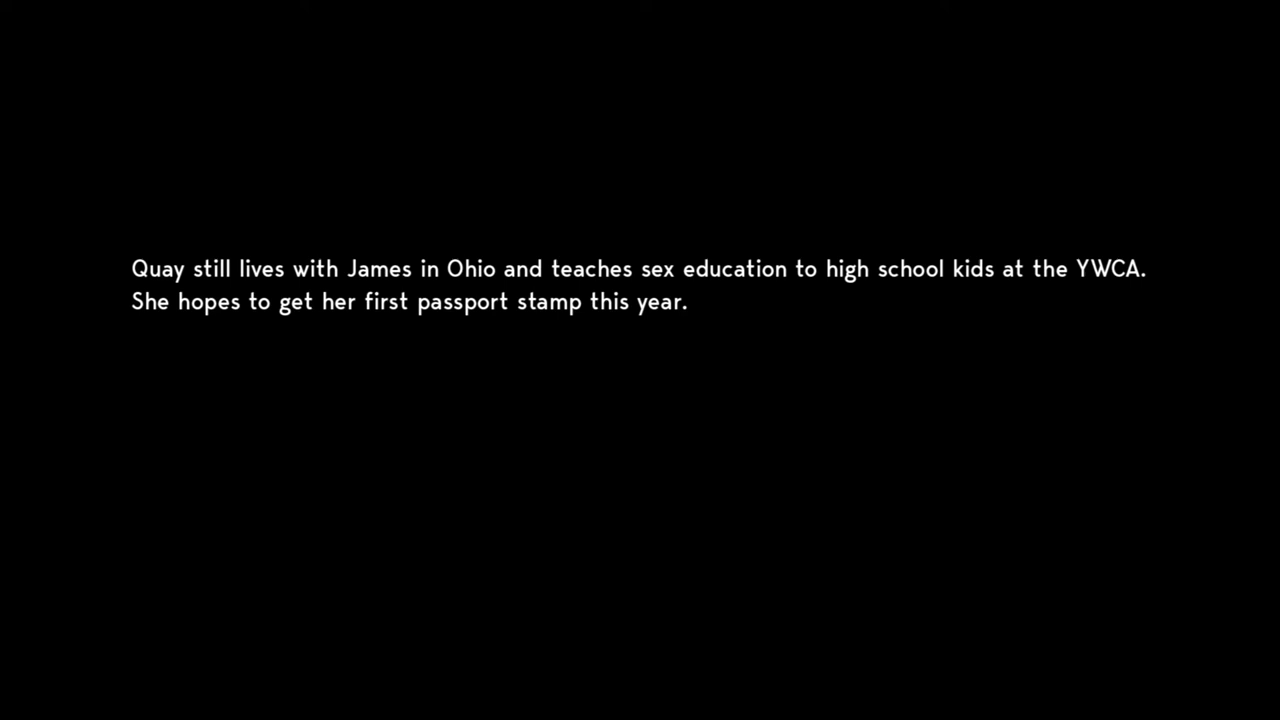 Quay still lives with James in Ohio and teaches sex education to high school kids at the YWCA.
She hopes to get her first passport stamp this year.